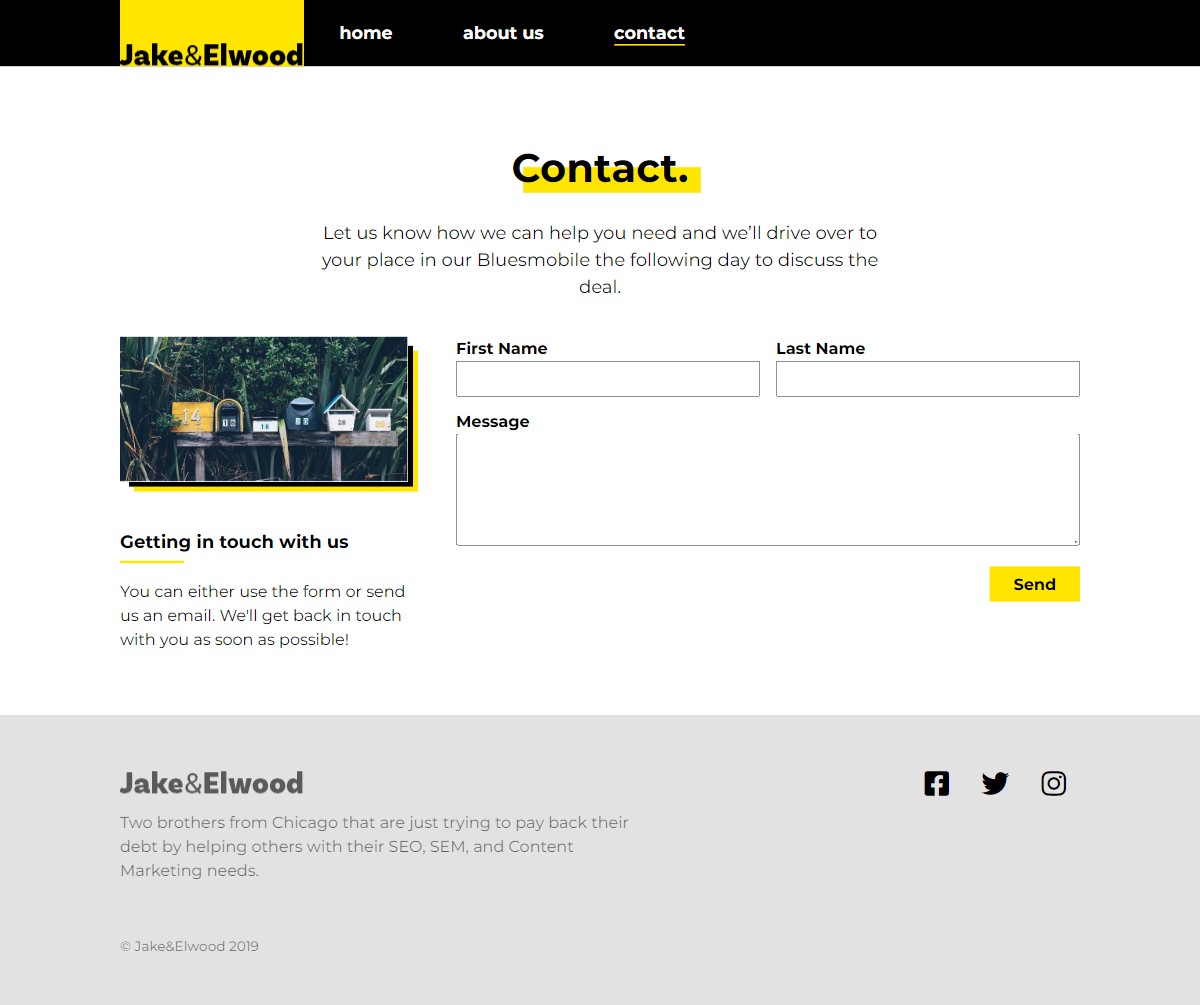 Jake&Elwood home about us contact
Contact.
Let us know how we can help you need and we’ll drive over to
your place in our Bluesmobile the following day to discuss the
deal.
14 16 18 20 28
First Name Last Name
Message
Send
Getting in touch with us
You can either use the form or send
us an email. We'll get back in touch
with you as soon as possible!
Jake&Elwood
Two brothers from Chicago that are just trying to pay back their
debt by helping others with their SEO, SEM, and Content
Marketing needs.
© Jake&Elwood 2019